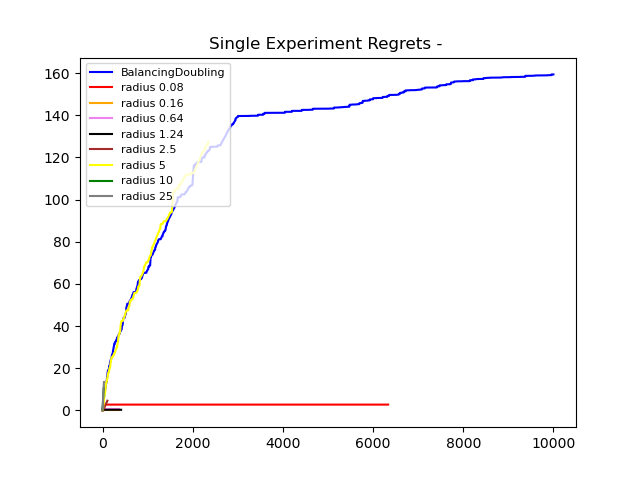 Single Experiment Regrets -
BalancingDoubling
radius 0.08
radius 0.16
radius 0.64
radius 1.24
radius 2.5
radius 5
radius 10
radius 25
160
140
120
100
80
60
40
20
0
0 2000 4000 6000 8000 10000